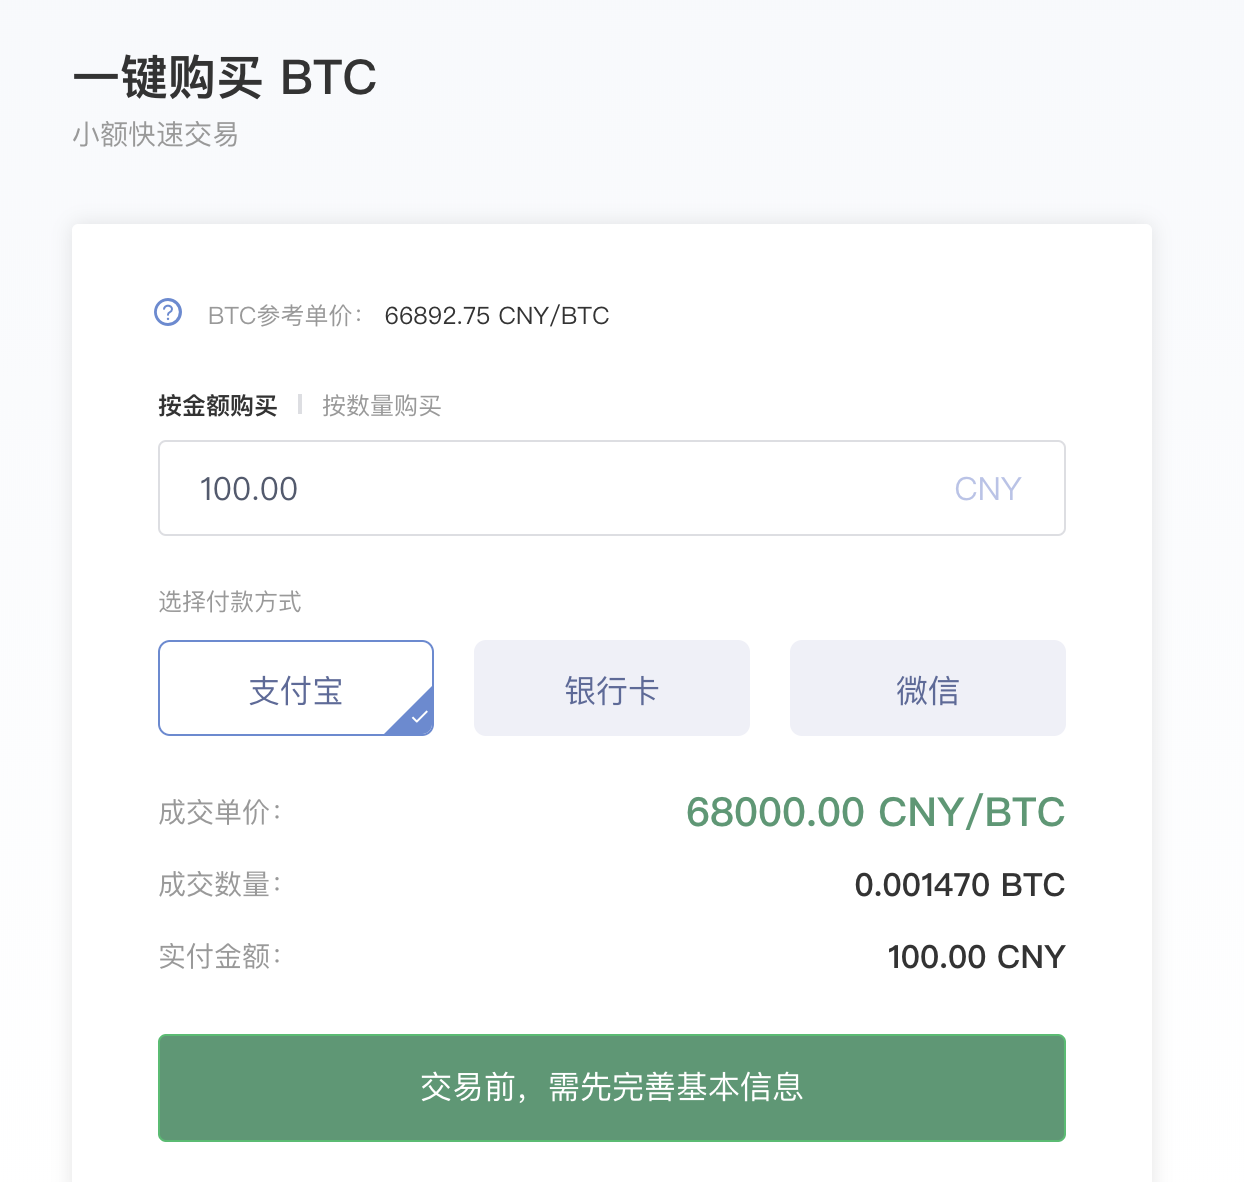 一键购买 BTC
小额快速交易
BTC参考单价： 66892.75 CNY/BTC
按金额购买 | 按数量购买
100.00 CNY
选择付款方式
支付宝 银行卡 微信
成交单价： 68000.00 CNY/BTC
成交数量： 0.001470 BTC
实付金额： 100.00 CNY
交易前，需先完善基本信息